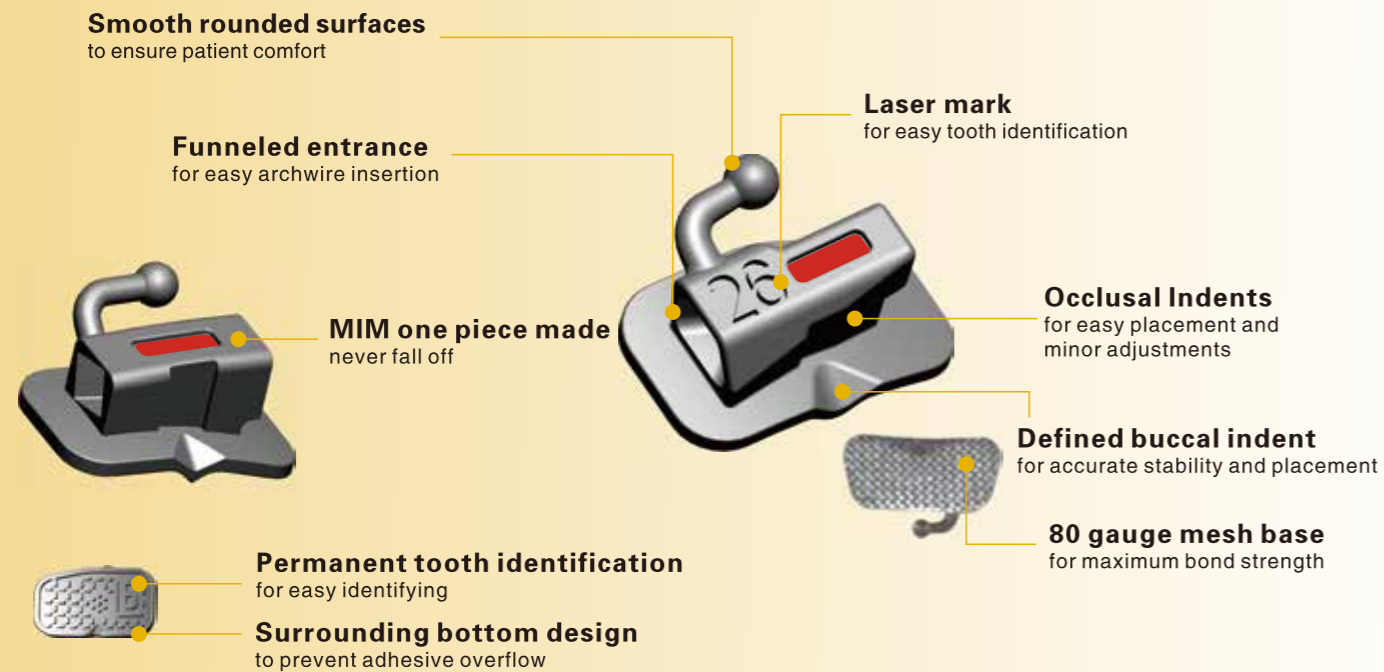 Smooth rounded surfaces
to ensure patient comfort
Laser mark
for easy tooth identification
Funneled entrance
for easy archwire insertion
26
Occlusal Indents
for easy placement and
minor adjustments
MIM one piece made
never fall off
Defined buccal indent
for accurate stability and placement
80 gauge mesh base
for maximum bond strength
Permanent tooth identification
for easy identifying
Surrounding bottom design
to prevent adhesive overflow